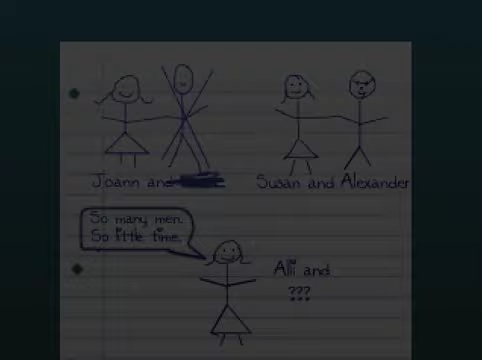 Joann and
Susan and Alexander
So many men.
So little time.
Alli and
???